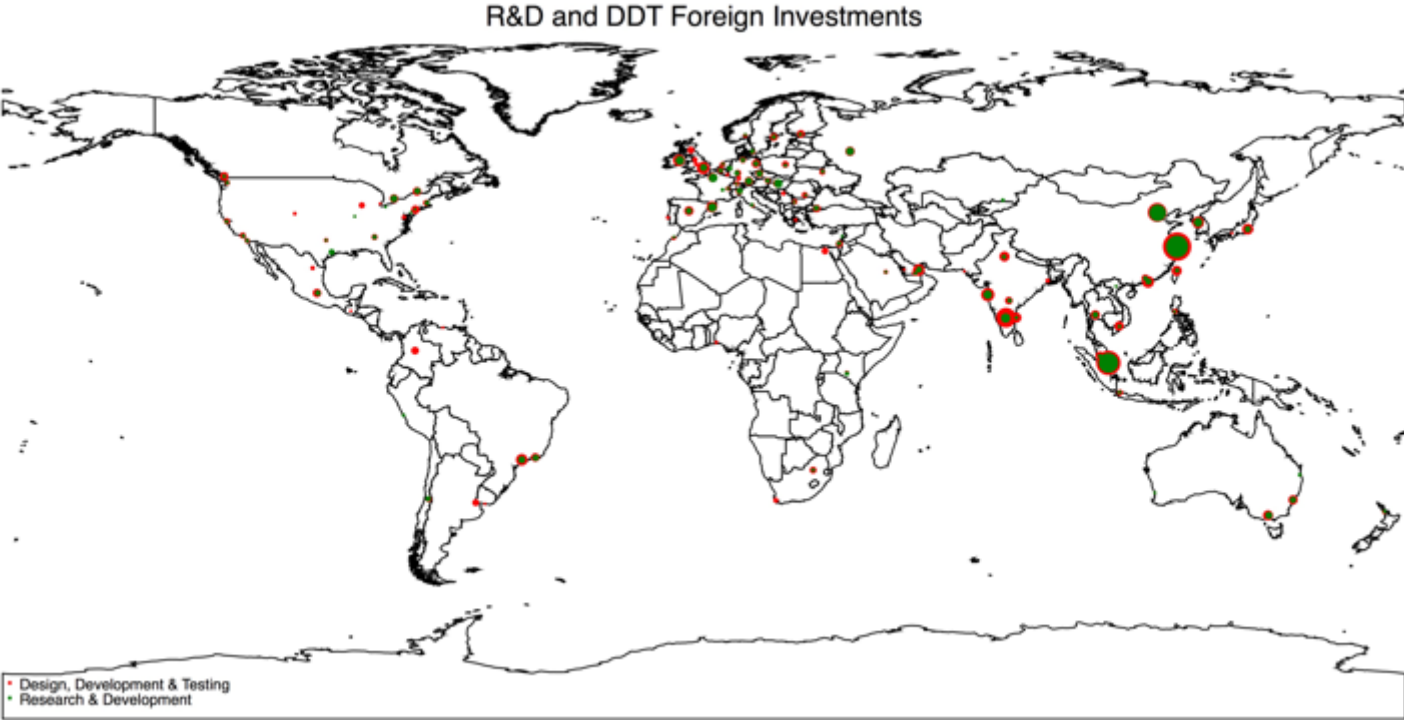 R&D and DDT Foreign Investments
Design, Development & Testing
Research & Development